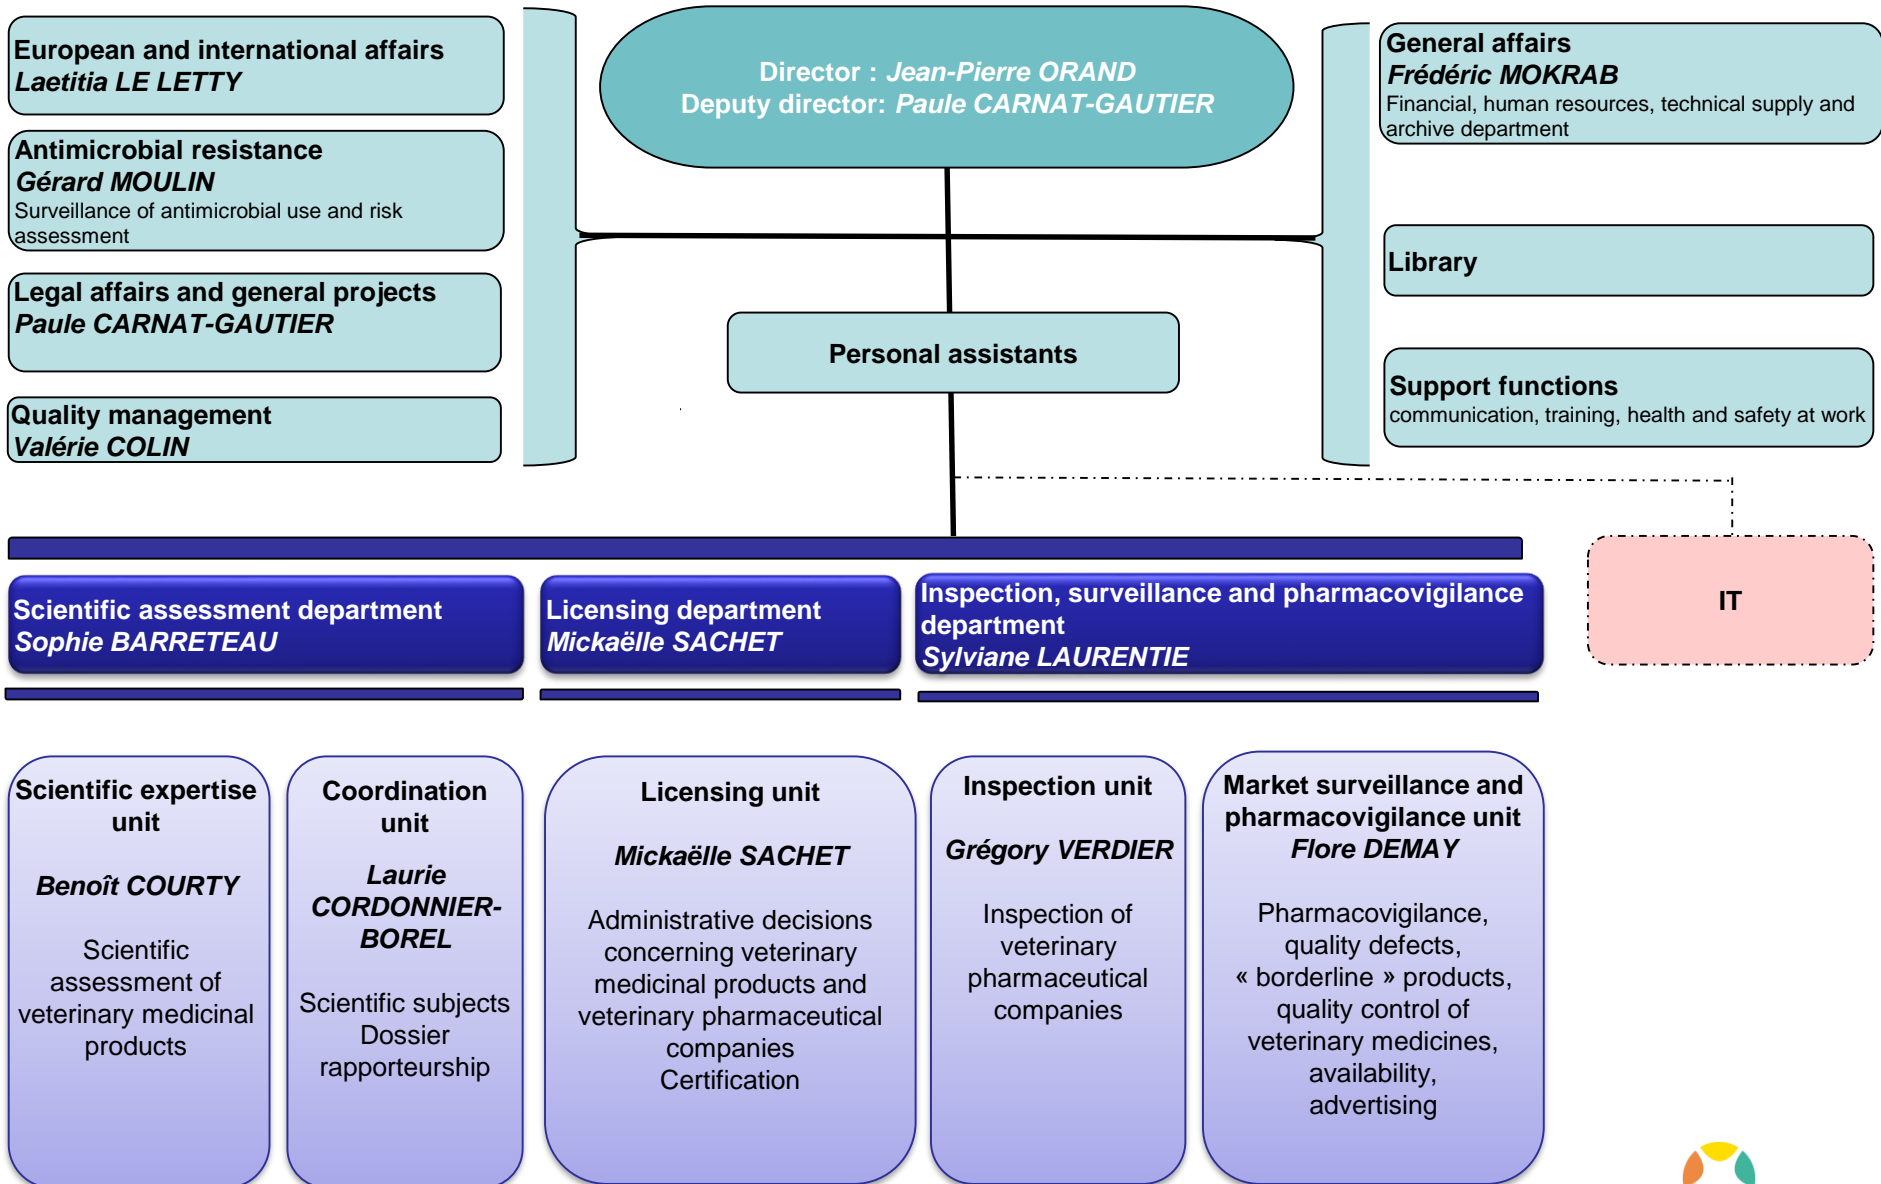 European and international affairs
Laetitia LE LETTY
Antimicrobial resistance
Gérard MOULIN
Surveillance of antimicrobial use and risk
assessment
Legal affairs and general projects
Paule CARNAT-GAUTIER
Quality management
Valérie COLIN
Director : Jean-Pierre ORAND
Deputy director: Paule CARNAT-GAUTIER
Personal assistants
General affairs
Frédéric MOKRAB
Financial, human resources, technical supply and
archive department
Library
Support functions
communication, training, health and safety at work
IT
Scientific assessment department
Sophie BARRETEAU
Licensing department
Mickaëlle SACHET
Inspection, surveillance and pharmacovigilance
department
Sylviane LAURENTIE
Scientific expertise
unit
Benoît COURTY
Scientific
assessment of
veterinary medicinal
products
Coordination
unit
Laurie
CORDONNIER-
BOREL
Scientific subjects
Dossier
rapporteurship
Licensing unit
Mickaëlle SACHET
Administrative decisions
concerning veterinary
medicinal products and
veterinary pharmaceutical
companies
Certification
Inspection unit
Grégory VERDIER
Inspection of
veterinary
pharmaceutical
companies
Market surveillance and
pharmacovigilance unit
Flore DEMAY
Pharmacovigilance,
quality defects,
« borderline » products,
quality control of
veterinary medicines,
availability,
advertising